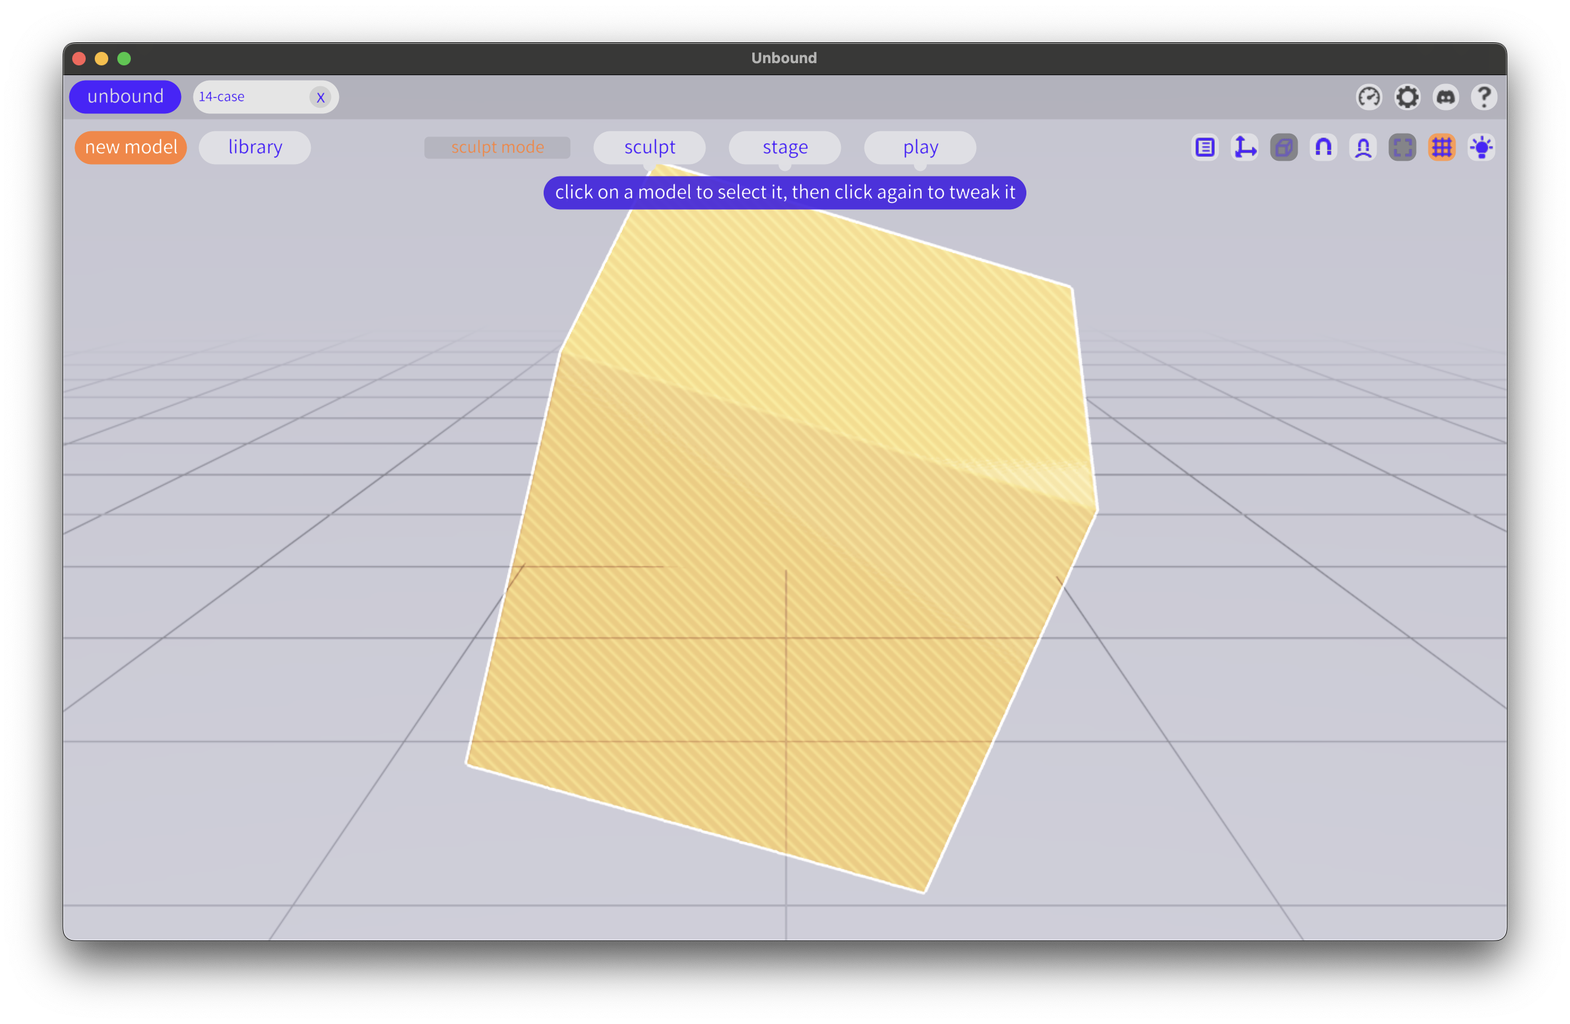 Unbound
unbound
14-case
X
new model
library
sculpt mode
sculpt
stage
play
click on a model to select it, then click again to tweak it
?